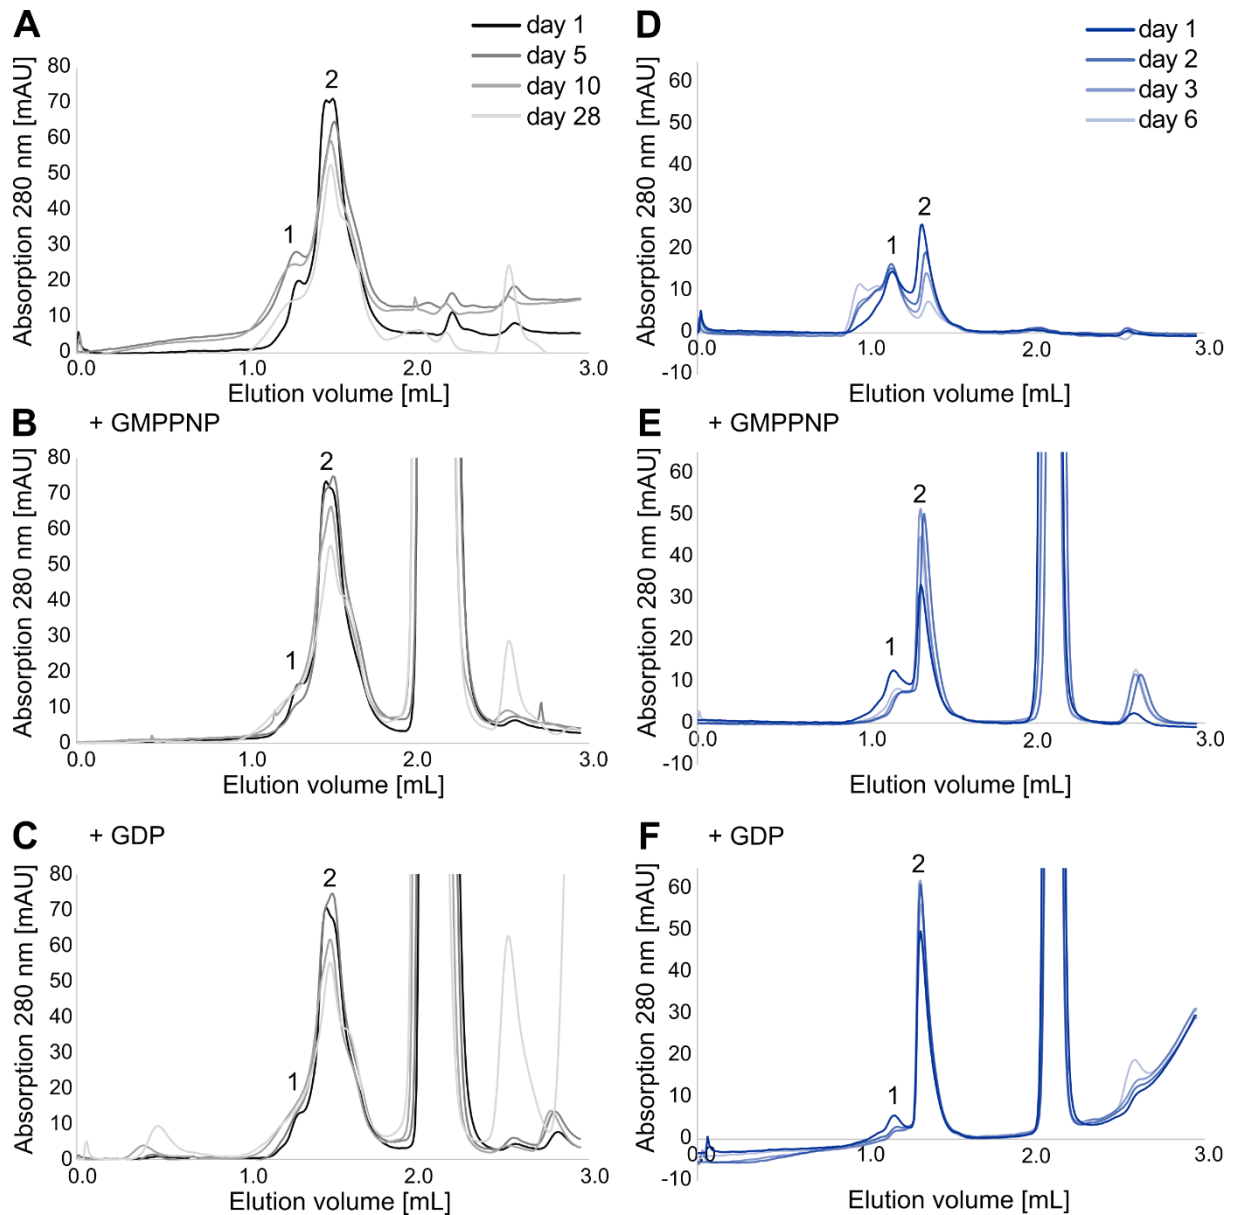 A
day 1
day 5
day 10
day 28
Absorption 280 nm [mAU]
80
70
60
50
40
30
20
10
0
1
2
0.0
1.0
2.0
3.0
Elution volume [mL]
D
day 1
day 2
day 3
day 6
Absorption 280 nm [mAU]
60
50
40
30
20
10
0
-10
1
2
0.0
1.0
2.0
3.0
Elution volume [mL]
B
+ GMPPNP
Absorption 280 nm [mAU]
80
70
60
50
40
30
20
10
0
1
2
0.0
1.0
2.0
3.0
Elution volume [mL]
E
+ GMPPNP
Absorption 280 nm [mAU]
60
50
40
30
20
10
0
-10
1
2
0.0
1.0
2.0
3.0
Elution volume [mL]
C
+ GDP
Absorption 280 nm [mAU]
80
70
60
50
40
30
20
10
0
1
2
0.0
1.0
2.0
3.0
Elution volume [mL]
F
+ GDP
Absorption 280 nm [mAU]
60
50
40
30
20
10
0
-10
1
2
0.0
1.0
2.0
3.0
Elution volume [mL]